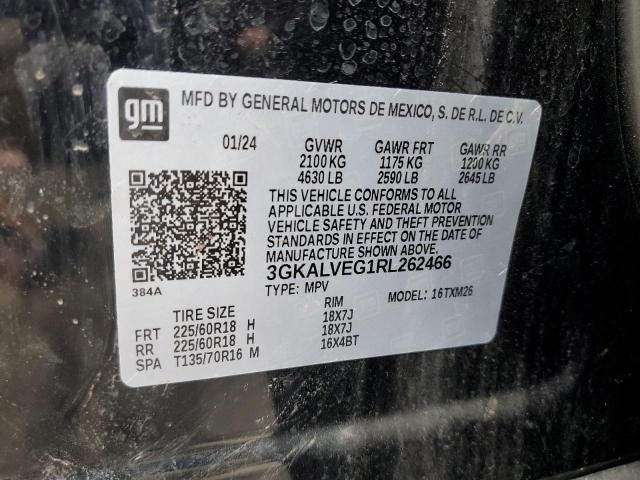 gm
MFD BY GENERAL MOTORS DE MEXICO, S. DE R.L. DE C.V.
01/24 GVWR GAWR FRT GAWR RR
2100 KG 1175 KG 1200 KG
4630 LB 2590 LB 2645 LB
THIS VEHICLE CONFORMS TO ALL
APPLICABLE U.S. FEDERAL MOTOR
VEHICLE SAFETY AND THEFT PREVENTION
STANDARDS IN EFFECT ON THE DATE OF
MANUFACTURE SHOWN ABOVE.
3GKALVEG1RL262466
384A
TYPE: MPV MODEL: 16TXM26
TIRE SIZE RIM
FRT 225/60R18 H 18X7J
RR 225/60R18 H 18X7J
SPA T135/70R16 M 16X4BT